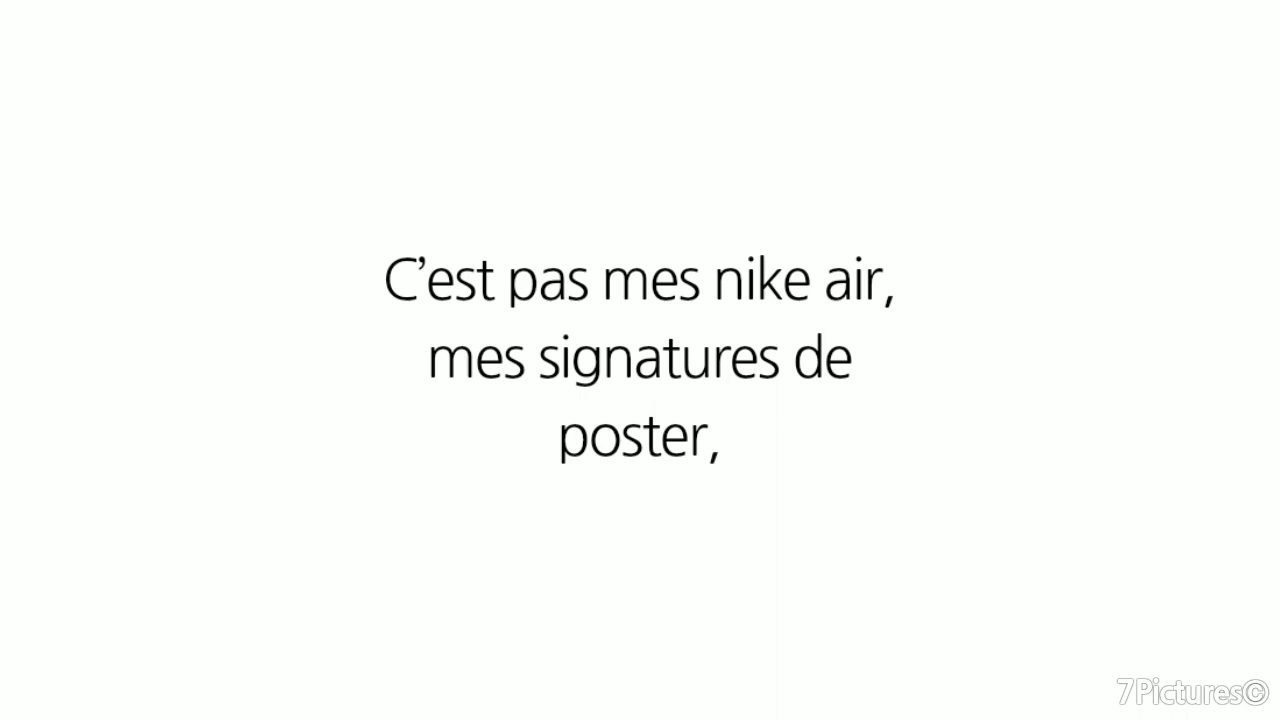 C’est pas mes nike air,
mes signatures de
poster,
7Pictures©